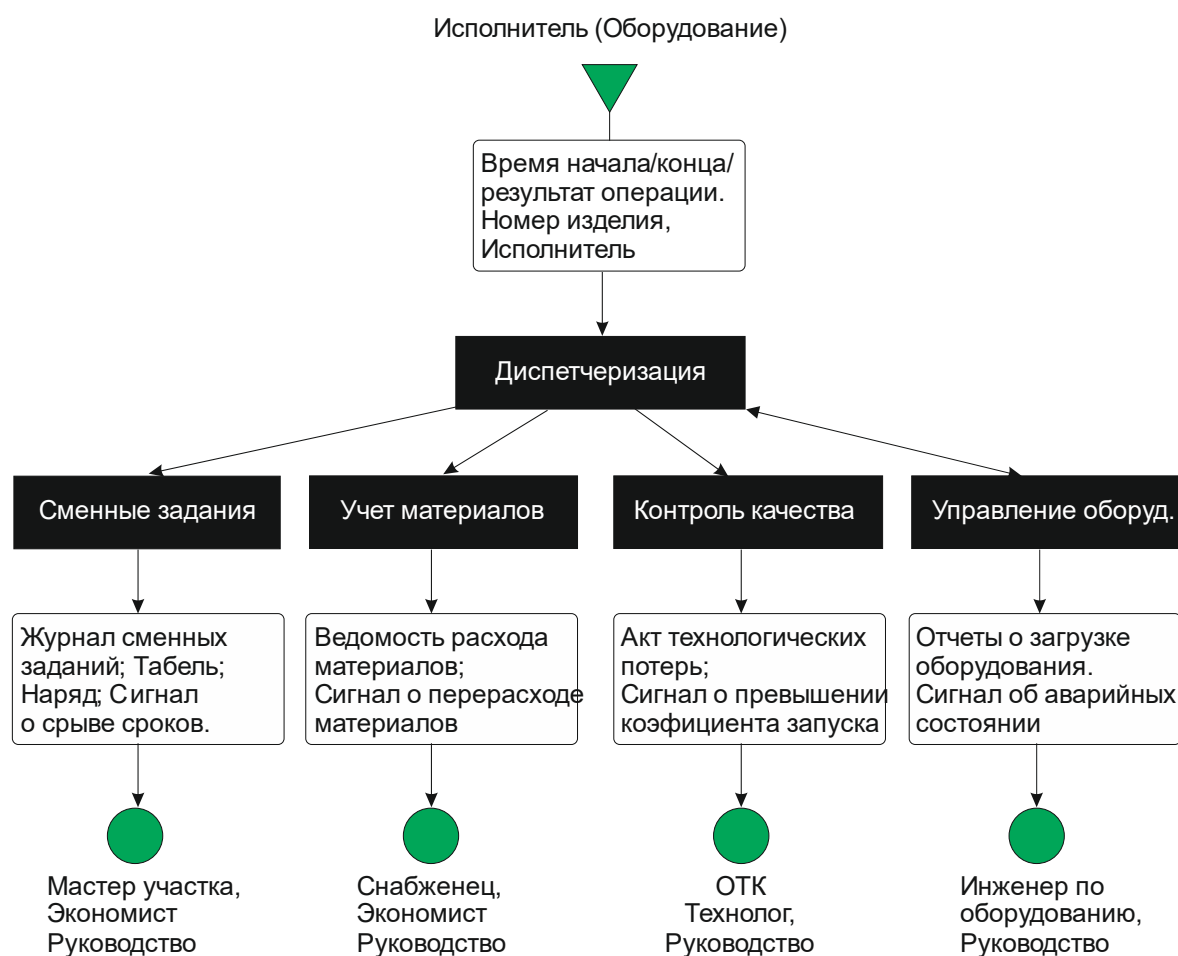 Исполнитель (Оборудование)
Время начала/конца/
результат операции.
Номер изделия,
Исполнитель
Диспетчеризация
Сменные задания
Учет материалов
Контроль качества
Управление оборуд.
Журнал сменных
заданий; Табель;
Наряд; Сигнал
о срыве сроков.
Ведомость расхода
материалов;
Сигнал о перерасходе
материалов
Акт технологических
потерь;
Сигнал о превышении
коэфициента запуска
Отчеты о загрузке
оборудования.
Сигнал об аварийных
состоянии
Мастер участка,
Экономист
Руководство
Снабженец,
Экономист
Руководство
ОТК
Технолог,
Руководство
Инженер по
оборудованию,
Руководство